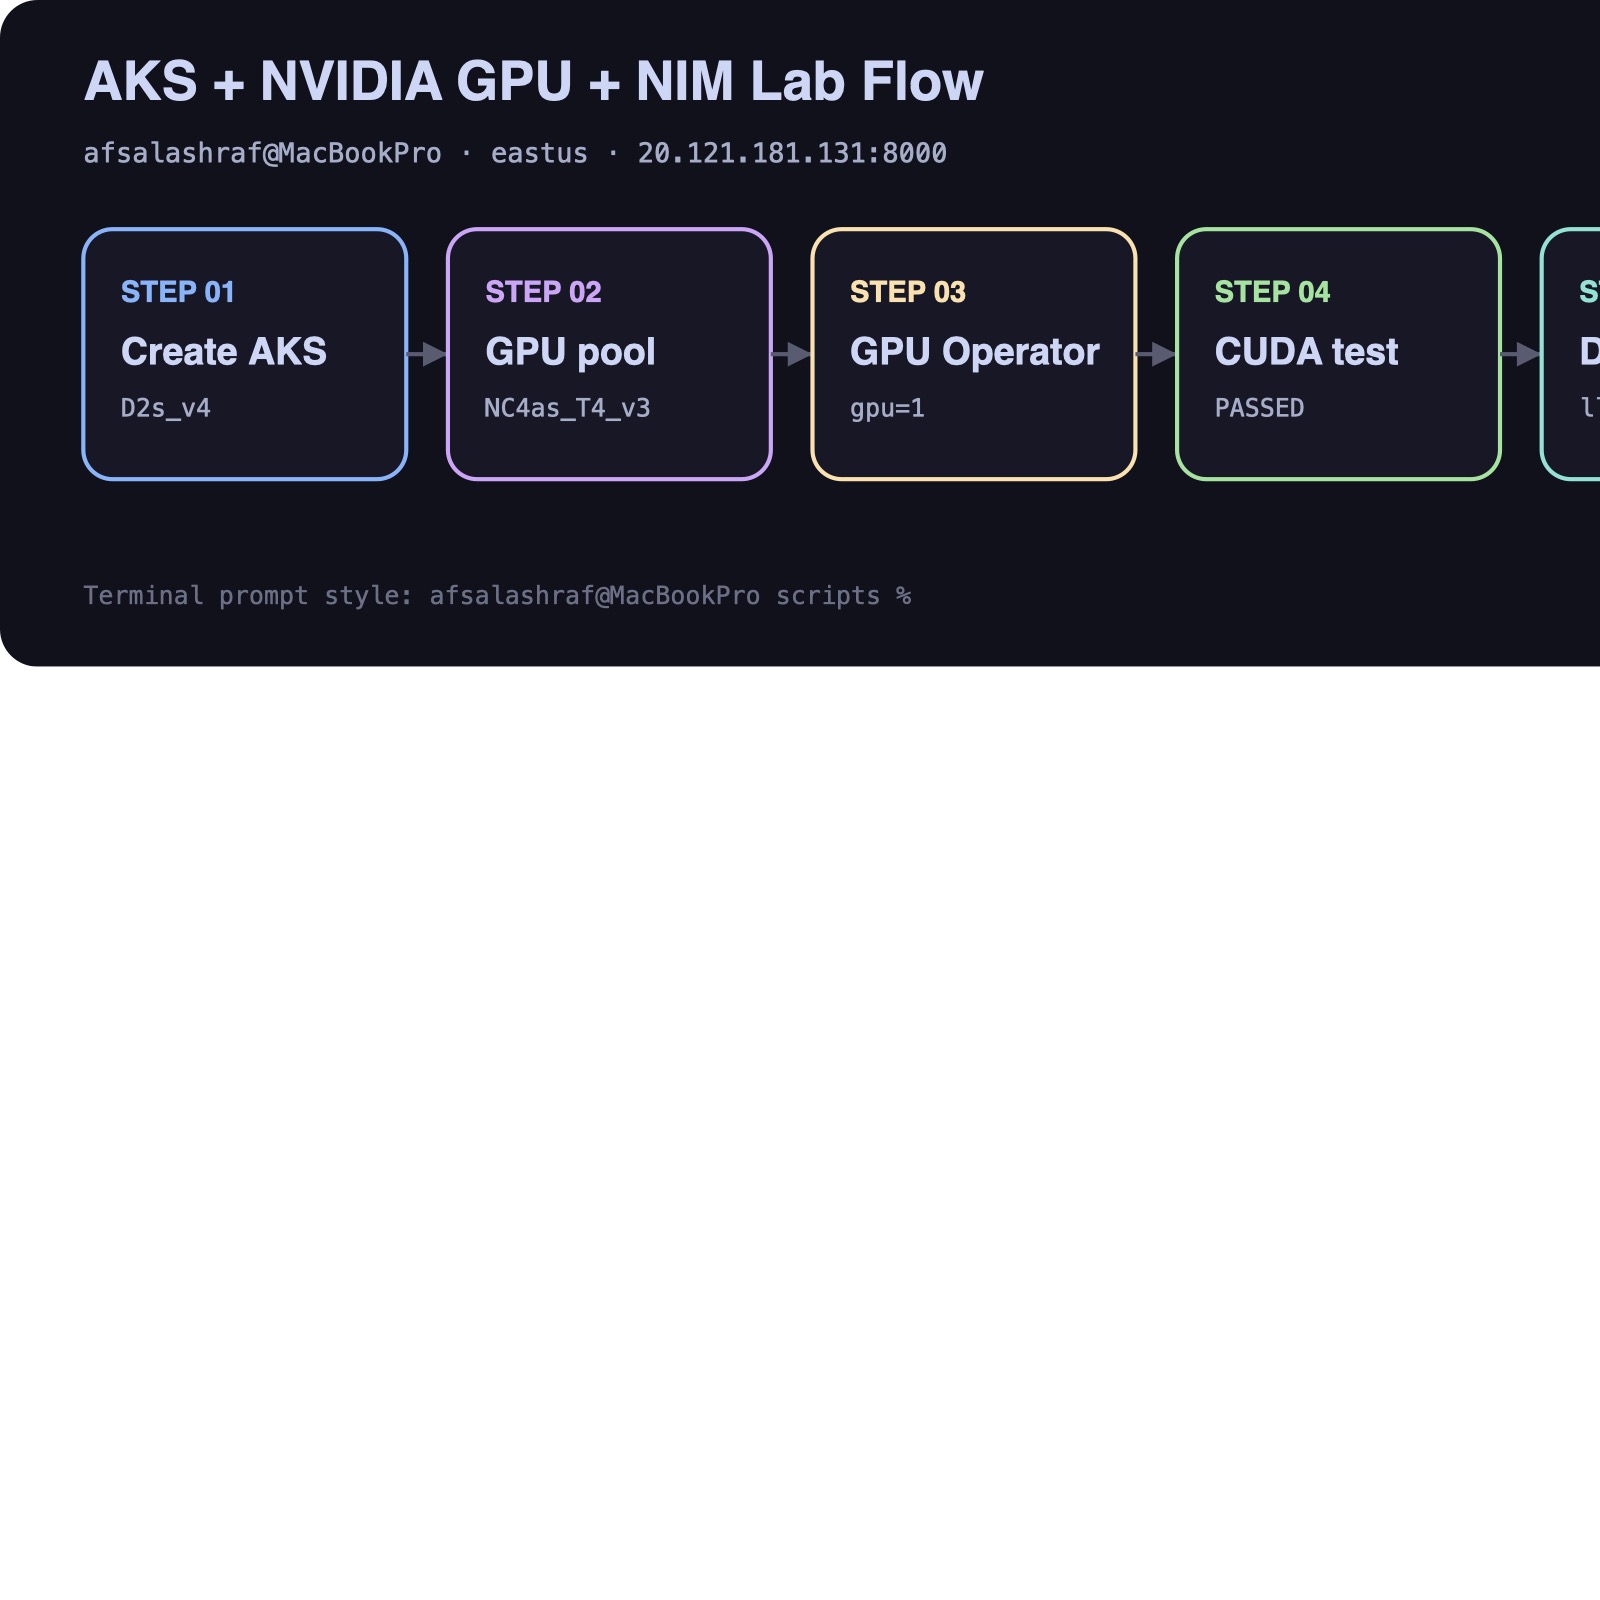 AKS + NVIDIA GPU + NIM Lab Flow
afsalashraf@MacBookPro · eastus · 20.121.181.131:8000
STEP 01
Create AKS
D2s_v4
STEP 02
GPU pool
NC4as_T4_v3
STEP 03
GPU Operator
gpu=1
STEP 04
CUDA test
PASSED
Terminal prompt style: afsalashraf@MacBookPro scripts %